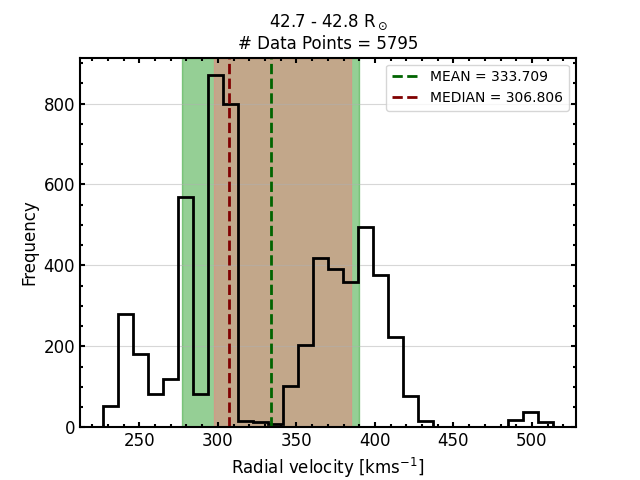 42.7 - 42.8 R⊙
# Data Points = 5795
MEAN = 333.709
MEDIAN = 306.806
Frequency
800
600
400
200
0
250 300 350 400 450 500
Radial velocity [kms⁻¹]